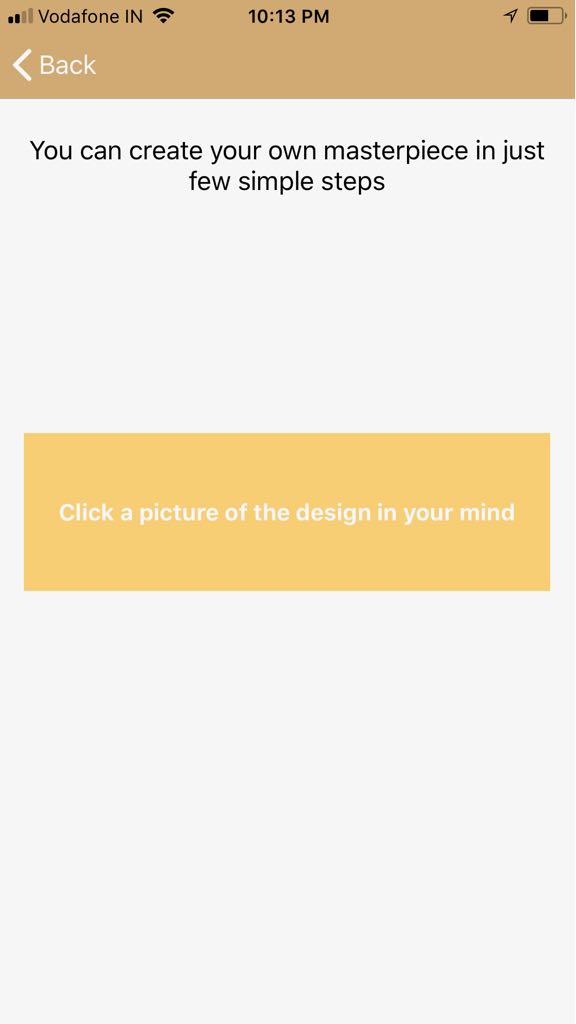 Vodafone IN 10:13 PM
Back
You can create your own masterpiece in just
few simple steps
Click a picture of the design in your mind